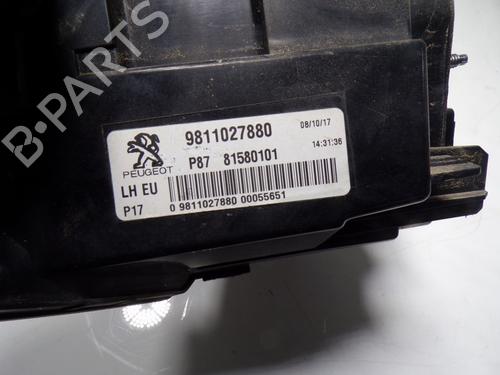 B-PARTS
PEUGEOT
9811027880
08/10/17
P87 81580101
14:31:36
LH EU
P17
0 9811027880 00055651